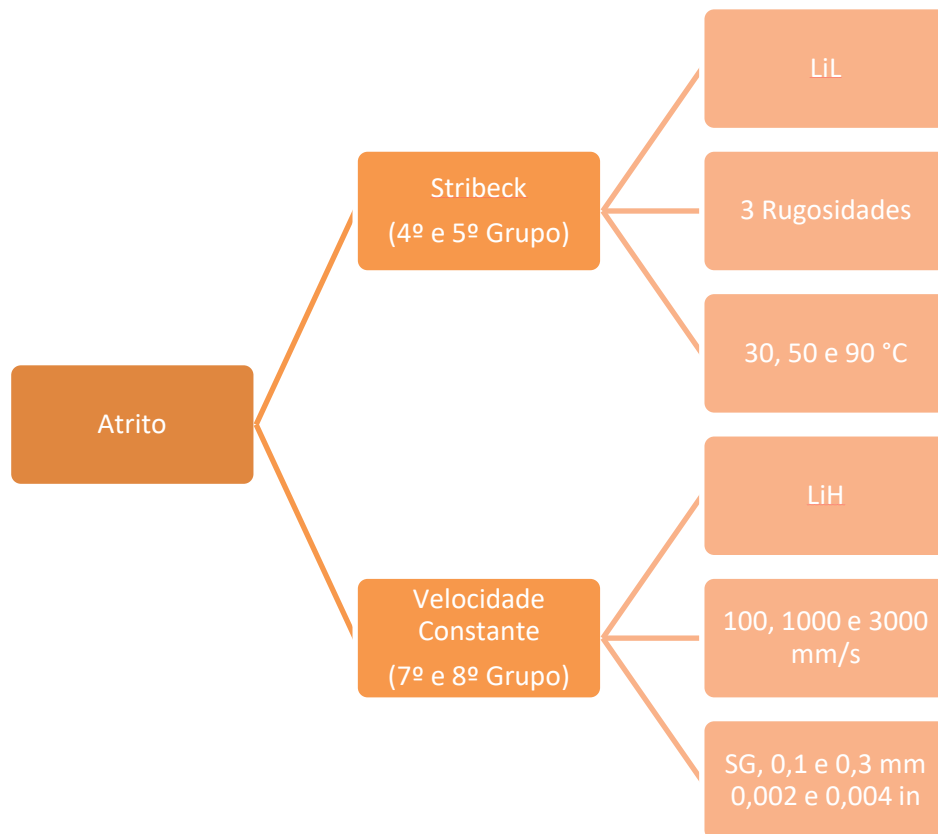 LiL
Stribeck
(4º e 5º Grupo)
3 Rugosidades
30, 50 e 90 °C
Atrito
LiH
Velocidade
Constante
(7º e 8º Grupo)
100, 1000 e 3000
mm/s
SG, 0,1 e 0,3 mm
0,002 e 0,004 in